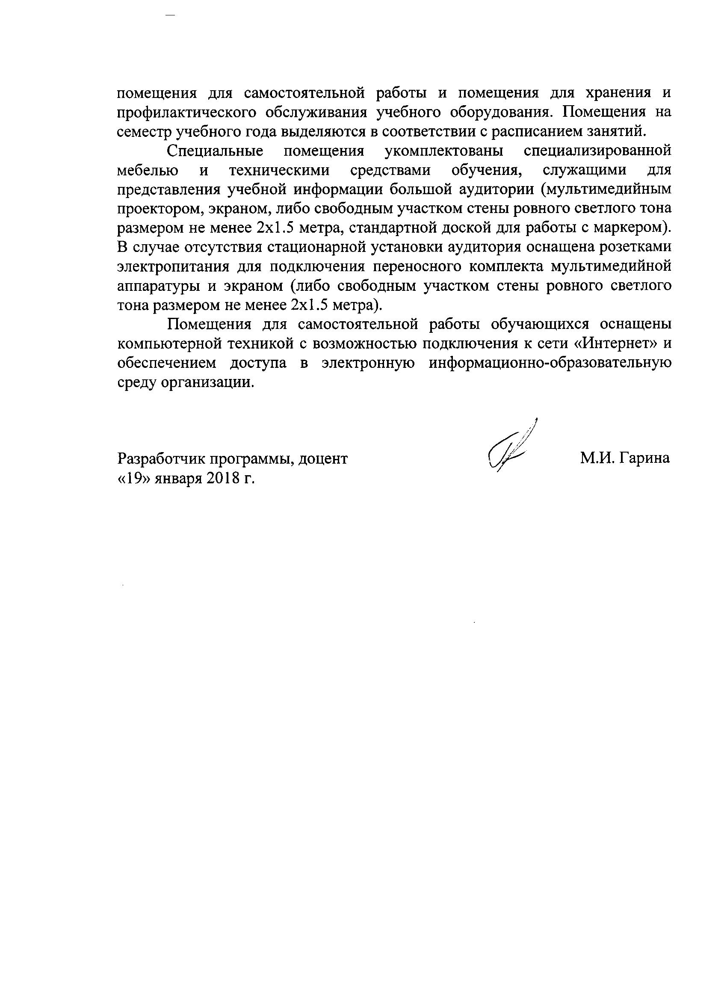 помещения для самостоятельной работы и помещения для хранения и
профилактического обслуживания учебного оборудования. Помещения на
семестр учебного года выделяются в соответствии с расписанием занятий.
Специальные помещения укомплектованы специализированной
мебелью и техническими средствами обучения, служащими для
представления учебной информации большой аудитории (мультимедийным
проектором, экраном, либо свободным участком стены ровного светлого тона
размером не менее 2х1.5 метра, стандартной доской для работы с маркером).
В случае отсутствия стационарной установки аудитория оснащена розетками
электропитания для подключения переносного комплекта мультимедийной
аппаратуры и экраном (либо свободным участком стены ровного светлого
тона размером не менее 2х1.5 метра).
Помещения для самостоятельной работы обучающихся оснащены
компьютерной техникой с возможностью подключения к сети «Интернет» и
обеспечением доступа в электронную информационно-образовательную
среду организации.
Разработчик программы, доцент М.И. Гарина
«19» января 2018 г.